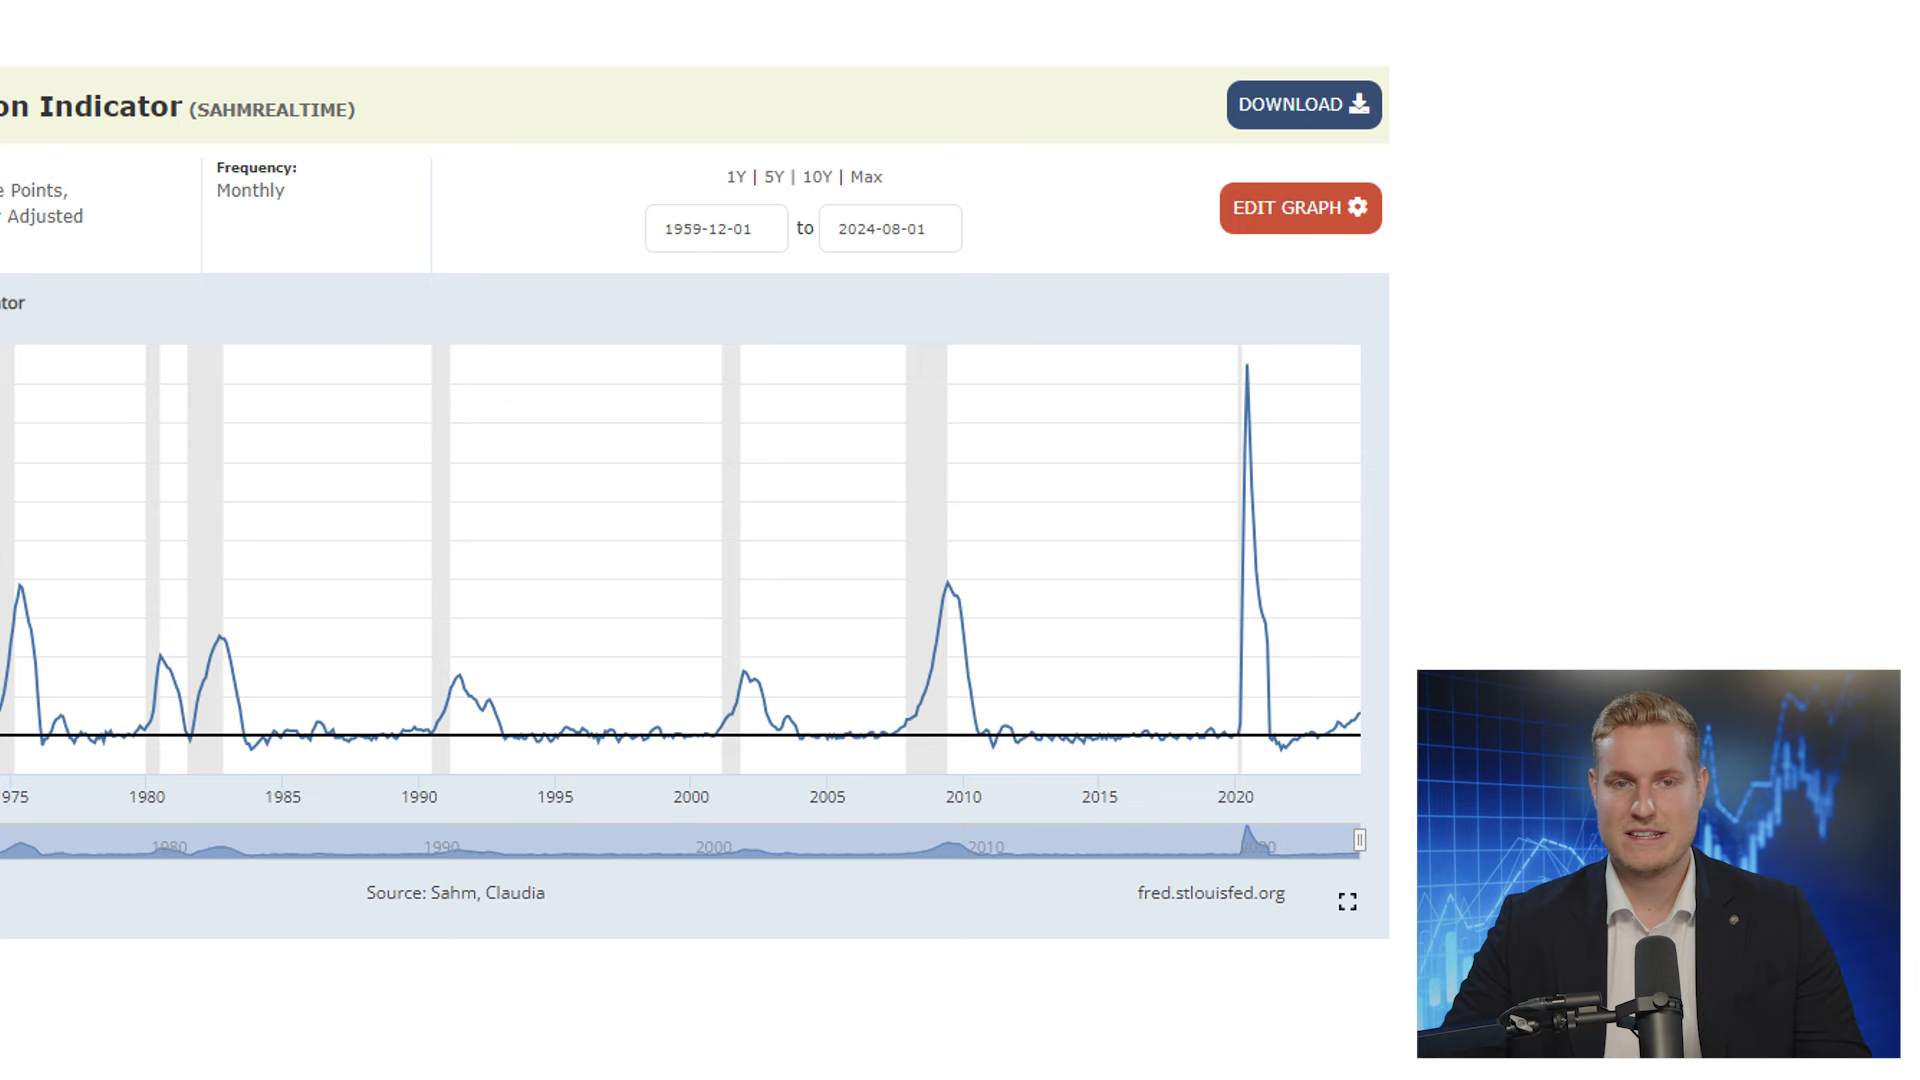 on Indicator (SAHMREALTIME)
DOWNLOAD
e Points,
Adjusted
Frequency:
Monthly
1Y | 5Y | 10Y | Max
1959-12-01 to 2024-08-01
EDIT GRAPH
tor
975 1980 1985 1990 1995 2000 2005 2010 2015 2020
1980 1990 2000 2010 2020
Source: Sahm, Claudia
fred.stlouisfed.org